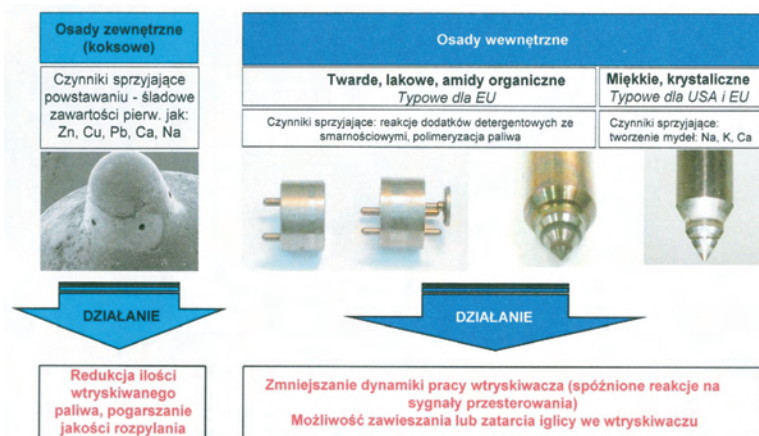 Osady zewnętrzne
(koksowe)
Czynniki sprzyjające
powstawaniu - śladowe
zawartości pierw. jak:
Zn, Cu, Pb, Ca, Na
DZIAŁANIE
Redukcja ilości
wtryskiwanego
paliwa, pogarszanie
jakości rozpylania
Osady wewnętrzne
Twarde, lakowe, amidy organiczne
Typowe dla EU
Czynniki sprzyjające: reakcje dodatków detergentowych ze
smarnościowymi, polimeryzacja paliwa
Miękkie, krystaliczne
Typowe dla USA i EU
Czynniki sprzyjające:
tworzenie mydeł: Na, K, Ca
DZIAŁANIE
Zmniejszanie dynamiki pracy wtryskiwacza (spóźnione reakcje na
sygnały przesterowania)
Możliwość zawieszania lub zatarcia iglicy we wtryskiwaczu